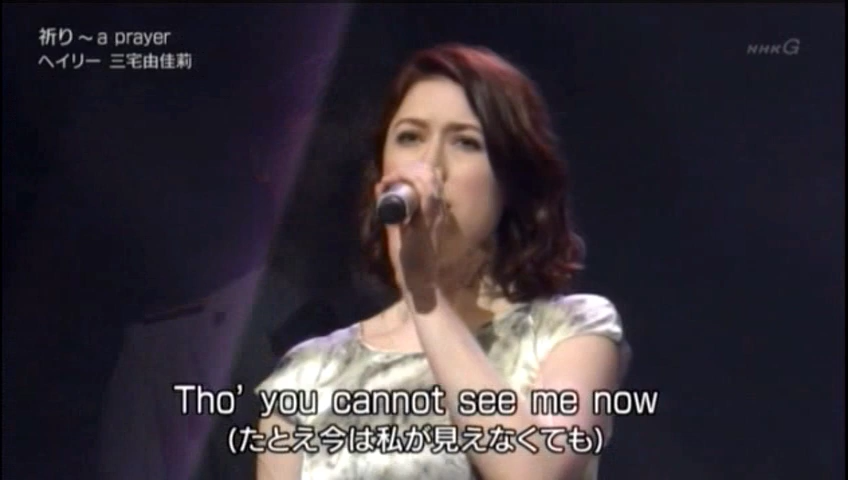 祈り～a prayer
ヘイリー 三宅由佳莉
NHK G
Tho' you cannot see me now
(たとえ今は私が見えなくても)